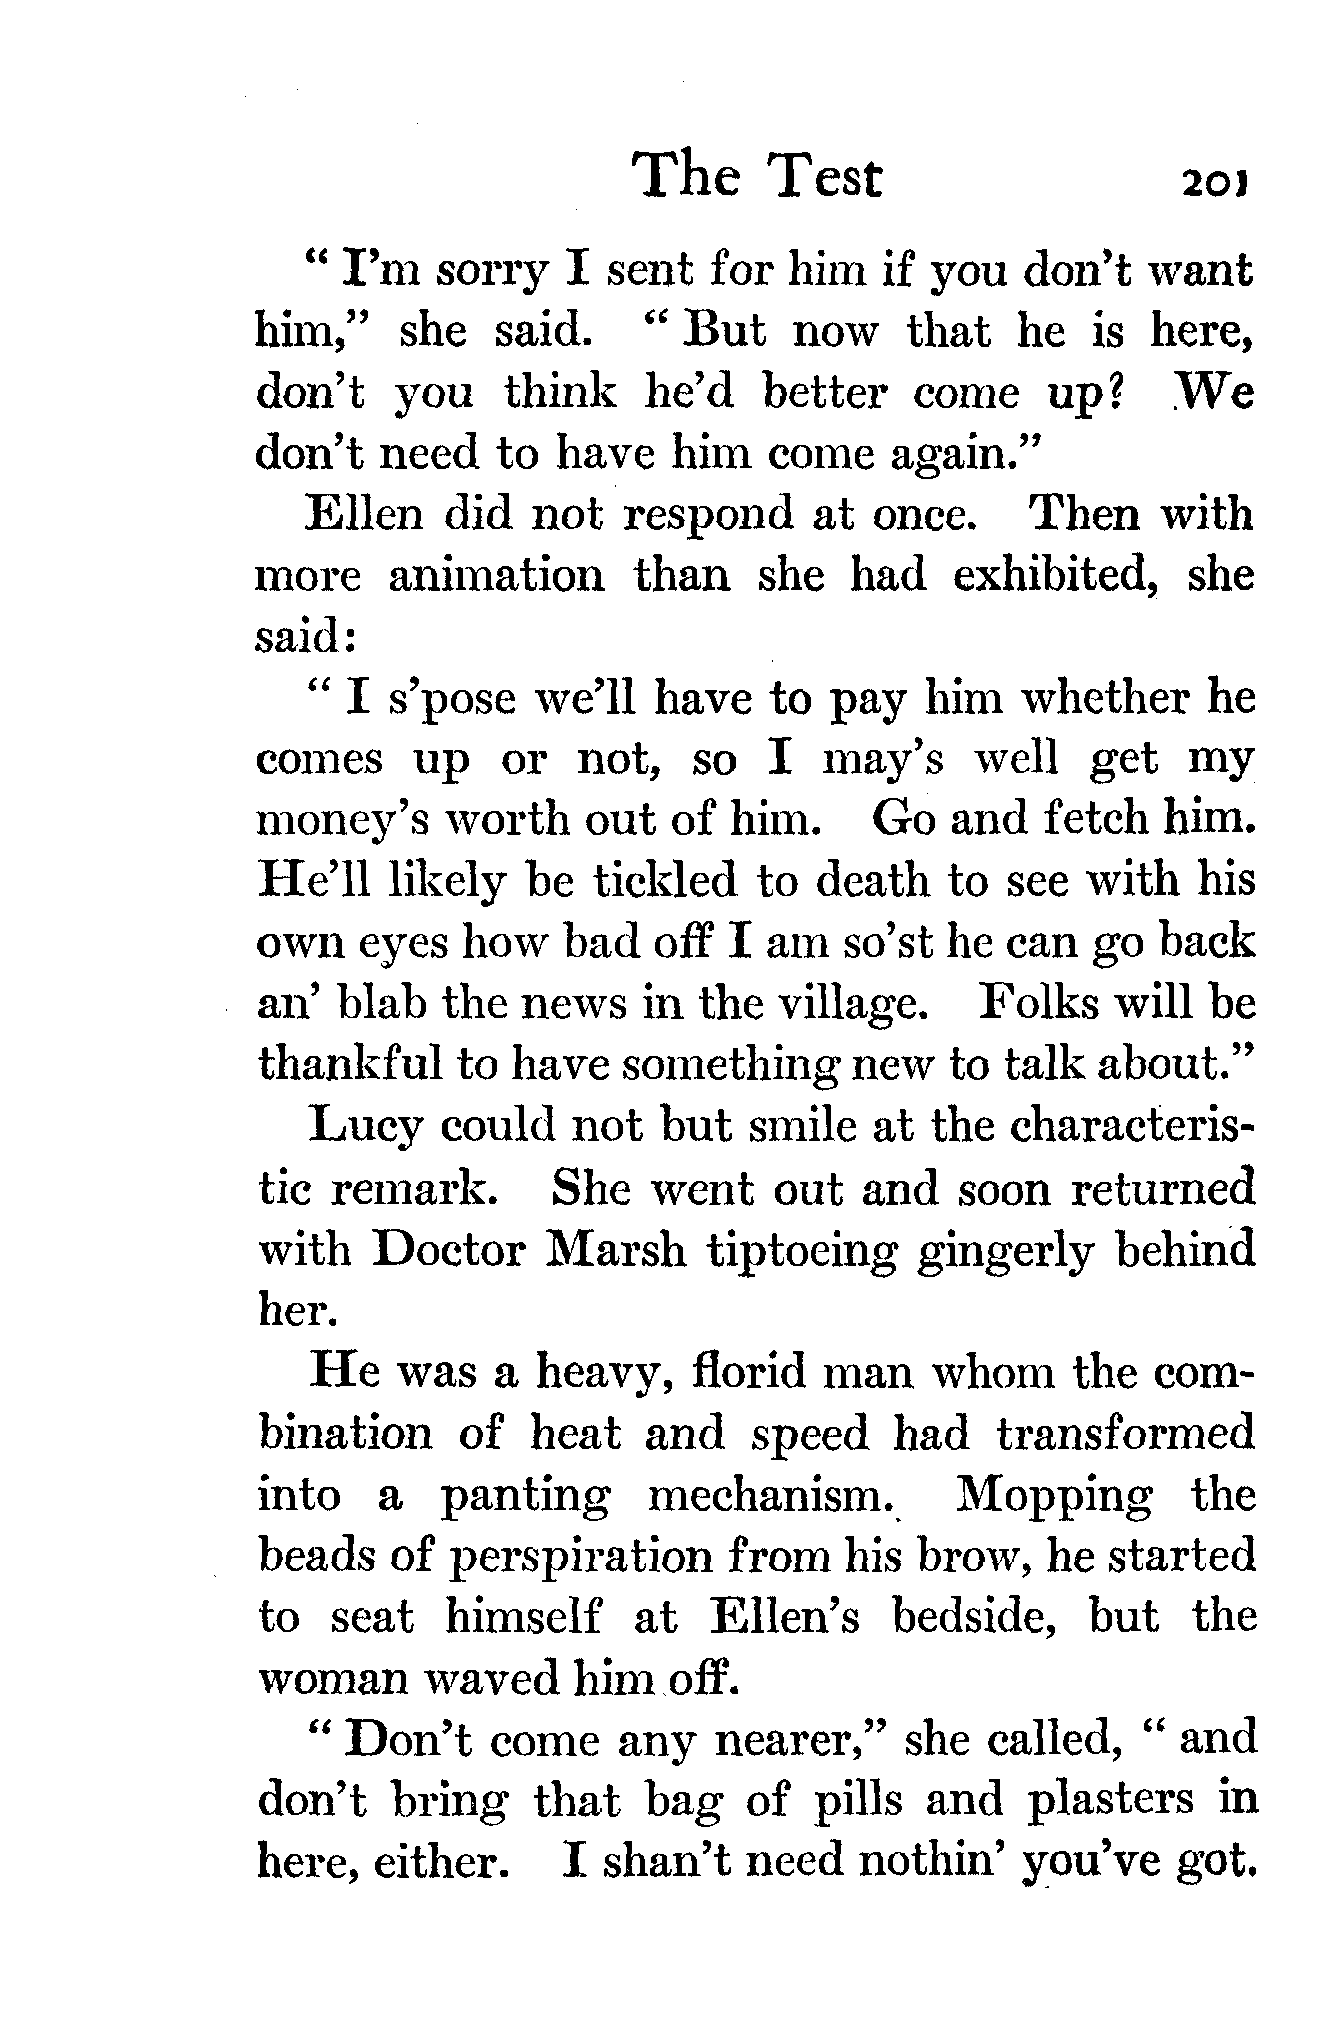 The Test 201
“ I’m sorry I sent for him if you don’t want
him,” she said. “ But now that he is here,
don’t you think he’d better come up? We
don’t need to have him come again.”
Ellen did not respond at once. Then with
more animation than she had exhibited, she
said:
“ I s’pose we’ll have to pay him whether he
comes up or not, so I may’s well get my
money’s worth out of him. Go and fetch him.
He’ll likely be tickled to death to see with his
own eyes how bad off I am so’st he can go back
an’ blab the news in the village. Folks will be
thankful to have something new to talk about.”
Lucy could not but smile at the characteris-
tic remark. She went out and soon returned
with Doctor Marsh tiptoeing gingerly behind
her.
He was a heavy, florid man whom the com-
bination of heat and speed had transformed
into a panting mechanism. Mopping the
beads of perspiration from his brow, he started
to seat himself at Ellen’s bedside, but the
woman waved him off.
“ Don’t come any nearer,” she called, “ and
don’t bring that bag of pills and plasters in
here, either. I shan’t need nothin’ you’ve got.